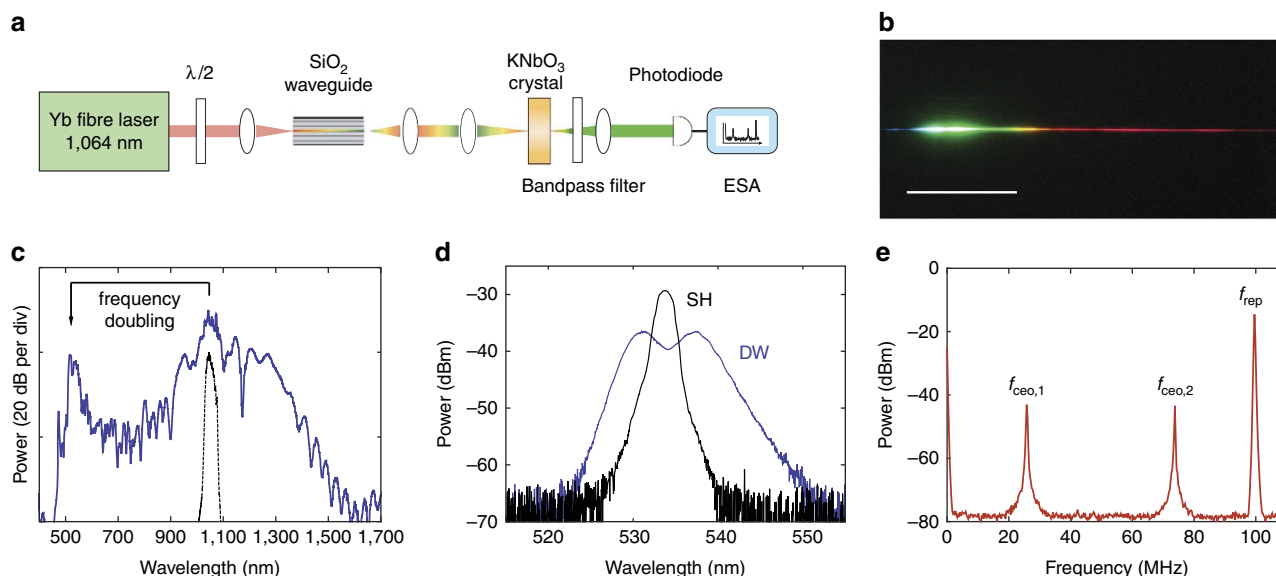 a
Yb fibre laser
1,064 nm
λ/2
SiO2
waveguide
KNbO3
crystal
Bandpass filter
Photodiode
ESA
b
c
frequency
doubling
Power (20 dB per div)
500
700
900
1,100
1,300
1,500
1,700
Wavelength (nm)
d
−30
−40
−50
−60
−70
Power (dBm)
SH
DW
520
530
540
550
Wavelength (nm)
e
0
−20
−40
−60
−80
Power (dBm)
fceo,1
fceo,2
frep
0
20
40
60
80
100
Frequency (MHz)